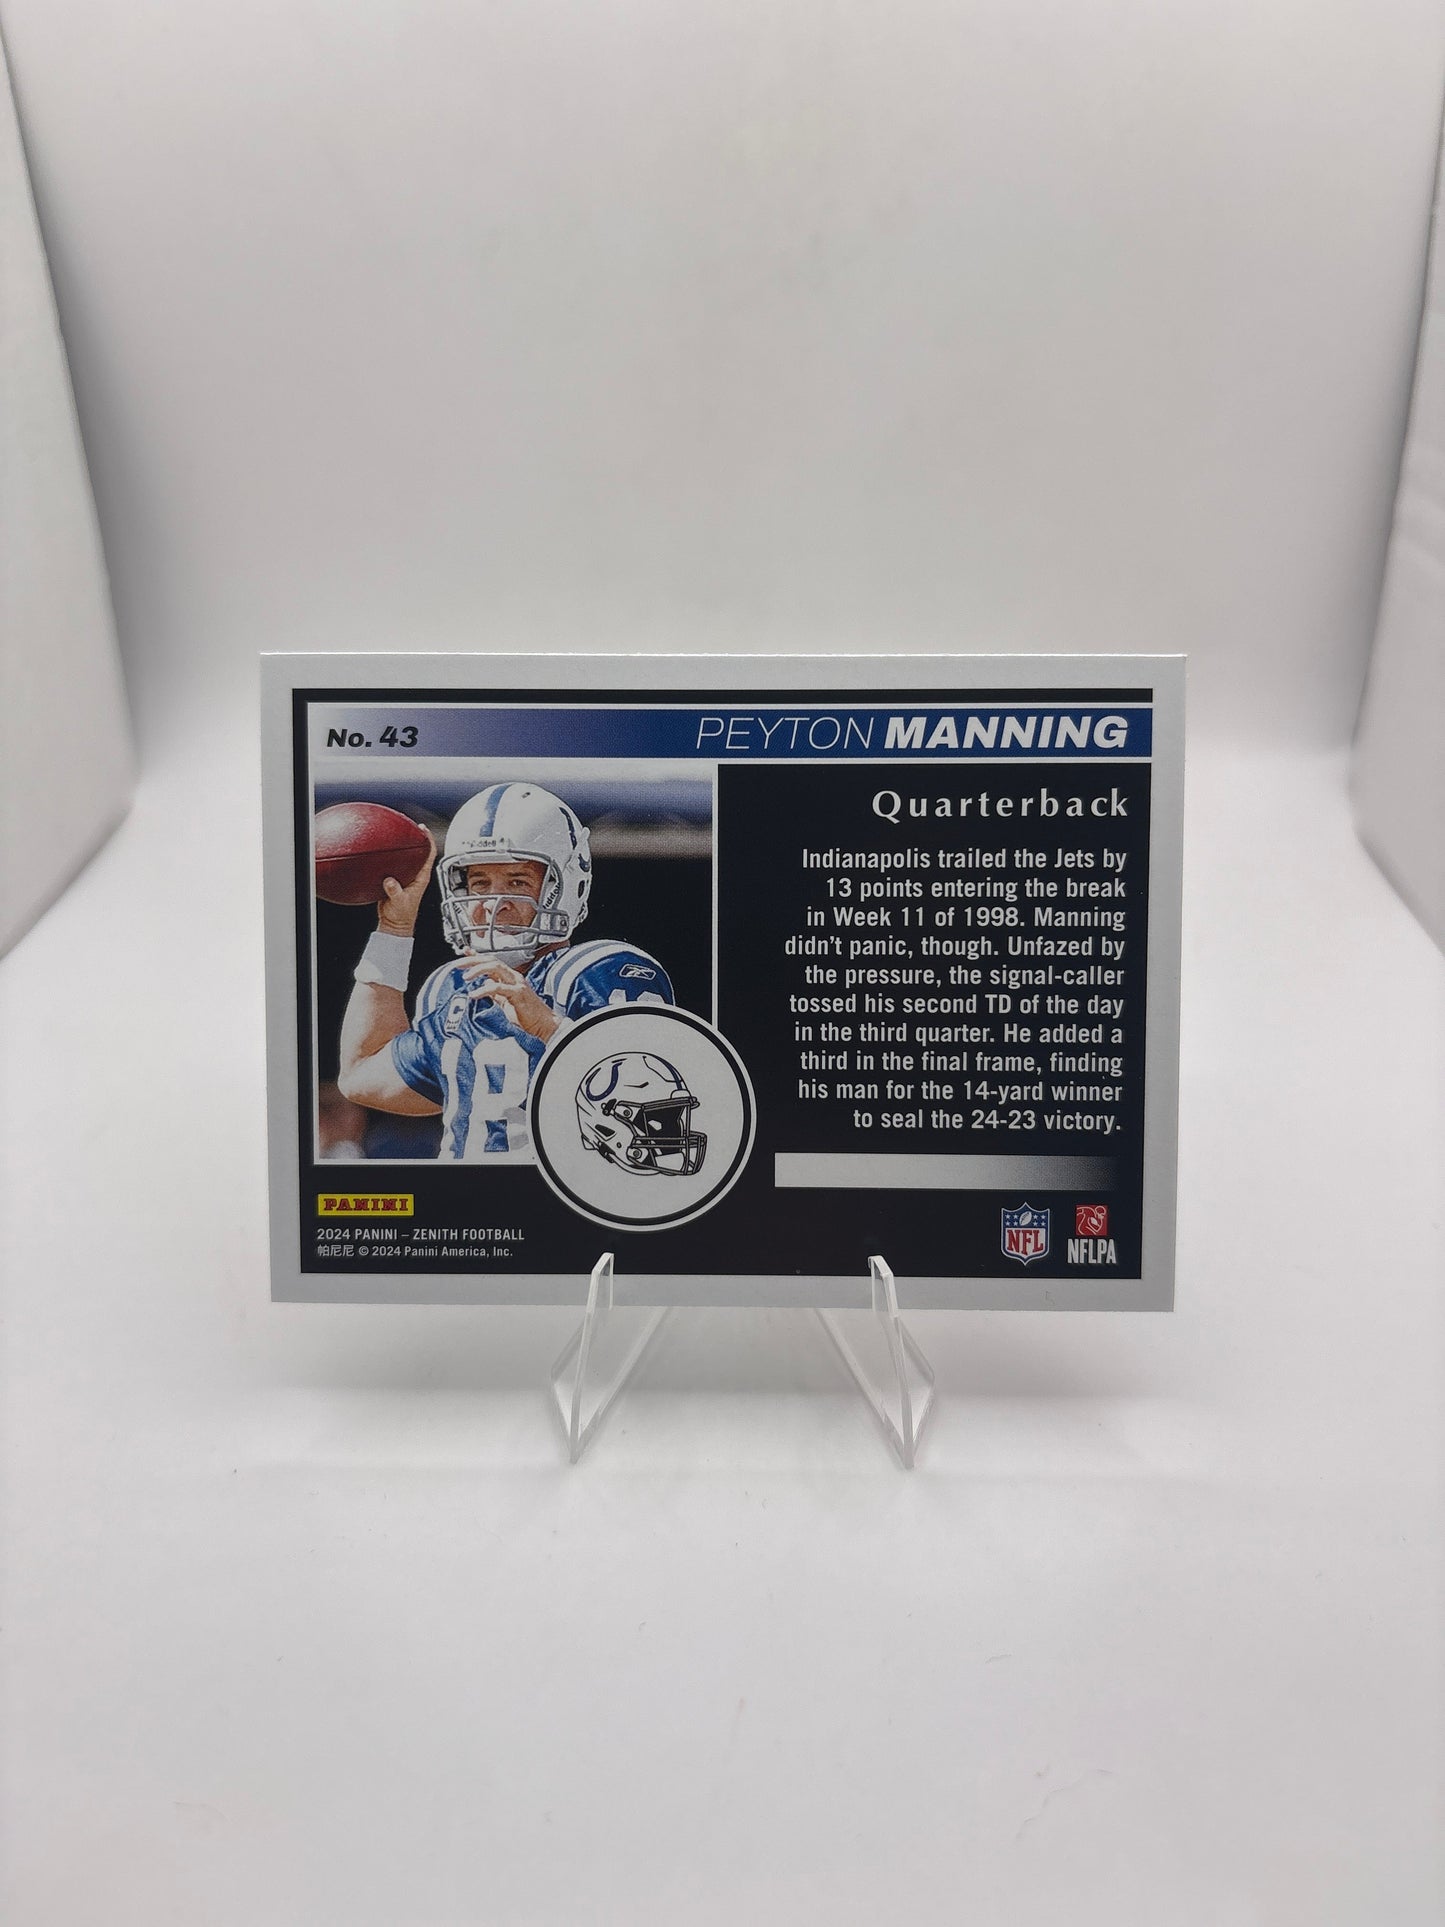 No. 43
PEYTON MANNING
Quarterback
Indianapolis trailed the Jets by
13 points entering the break
in Week 11 of 1998. Manning
didn't panic, though. Unfazed by
the pressure, the signal-caller
tossed his second TD of the day
in the third quarter. He added a
third in the final frame, finding
his man for the 14-yard winner
to seal the 24-23 victory.
Riddell
18
PANINI
2024 PANINI – ZENITH FOOTBALL
帕尼尼 © 2024 Panini America, Inc.
NFL
NFLPA